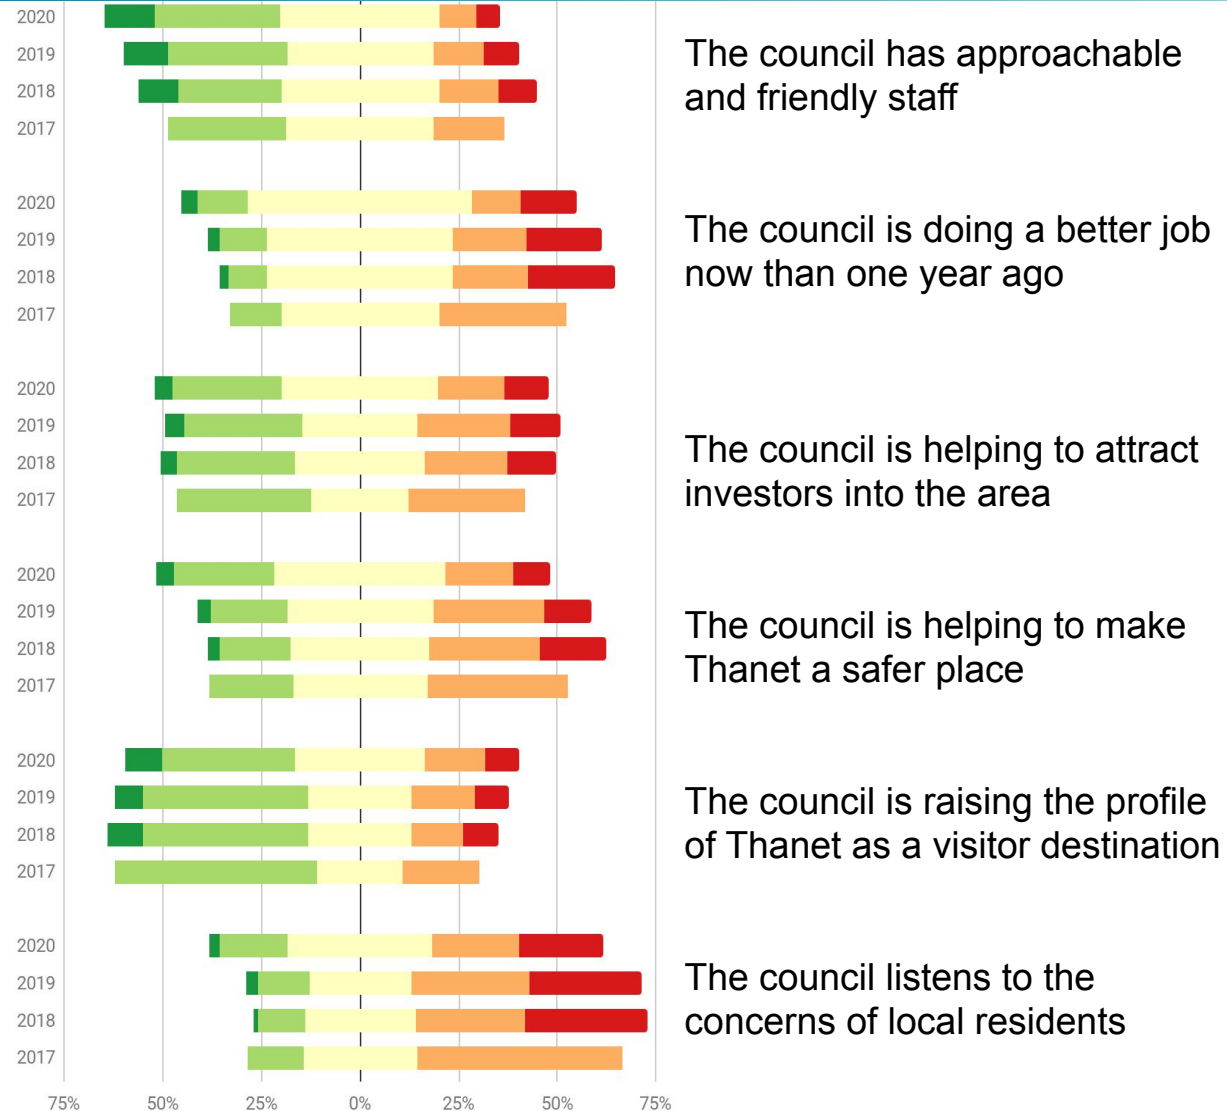 2020
2019
2018
2017
The council has approachable
and friendly staff
2020
2019
2018
2017
The council is doing a better job
now than one year ago
2020
2019
2018
2017
The council is helping to attract
investors into the area
2020
2019
2018
2017
The council is helping to make
Thanet a safer place
2020
2019
2018
2017
The council is raising the profile
of Thanet as a visitor destination
2020
2019
2018
2017
The council listens to the
concerns of local residents
75% 50% 25% 0% 25% 50% 75%